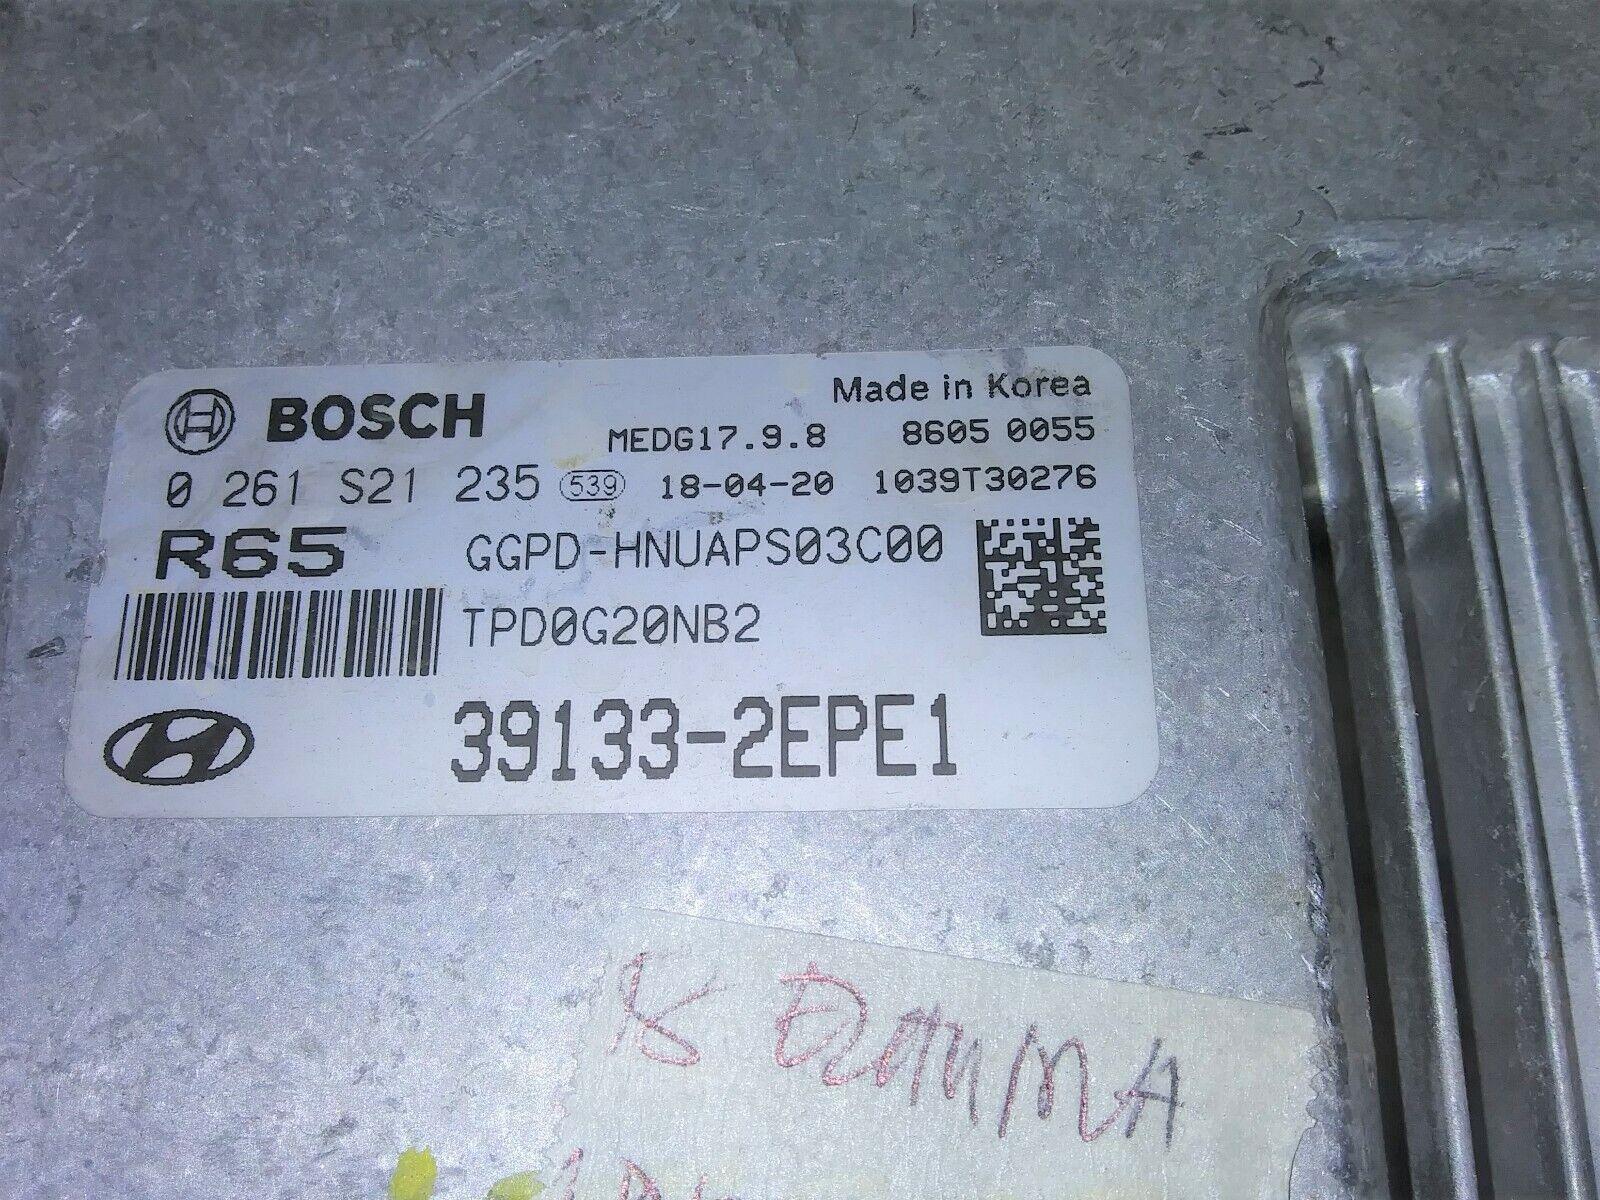 BOSCH
Made in Korea
MEDG17.9.8 8605 0055
0 261 S21 235 539 18-04-20 1039T30276
R65 GGPD-HNUAPS03C00
TPD0G20NB2
39133-2EPE1